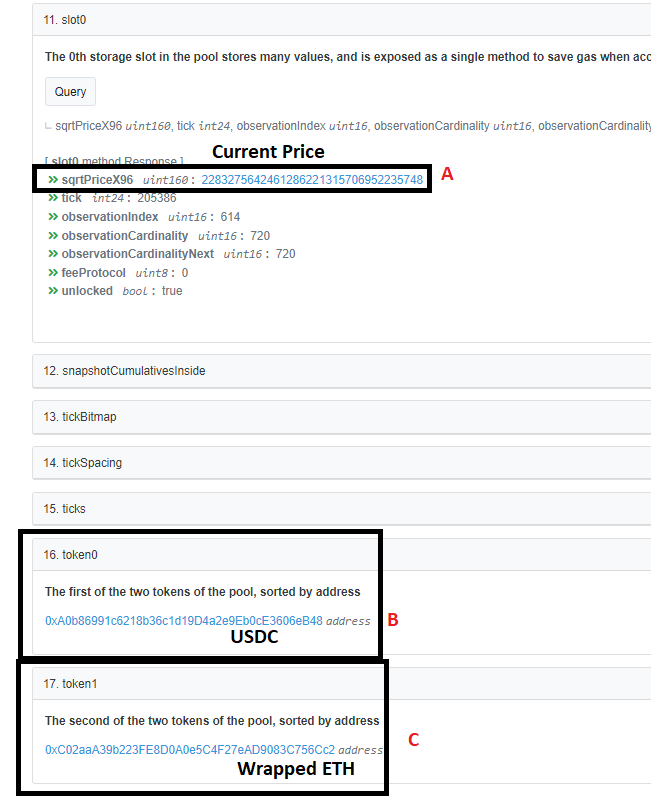 11. slot0
The 0th storage slot in the pool stores many values, and is exposed as a single method to save gas when acc
Query
sqrtPriceX96 uint160, tick int24, observationIndex uint16, observationCardinality uint16, observationCardinality
Current Price
[ slot0 method Response ]
>> sqrtPriceX96 uint160 : 2283275642461286221315706952235748 A
>> tick int24 : 205386
>> observationIndex uint16 : 614
>> observationCardinality uint16 : 720
>> observationCardinalityNext uint16 : 720
>> feeProtocol uint8 : 0
>> unlocked bool : true
12. snapshotCumulativesInside
13. tickBitmap
14. tickSpacing
15. ticks
16. token0
The first of the two tokens of the pool, sorted by address
0xA0b86991c6218b36c1d19D4a2e9Eb0cE3606eB48 address B
USDC
17. token1
The second of the two tokens of the pool, sorted by address
0xC02aaA39b223FE8D0A0e5C4F27eAD9083C756Cc2 address C
Wrapped ETH